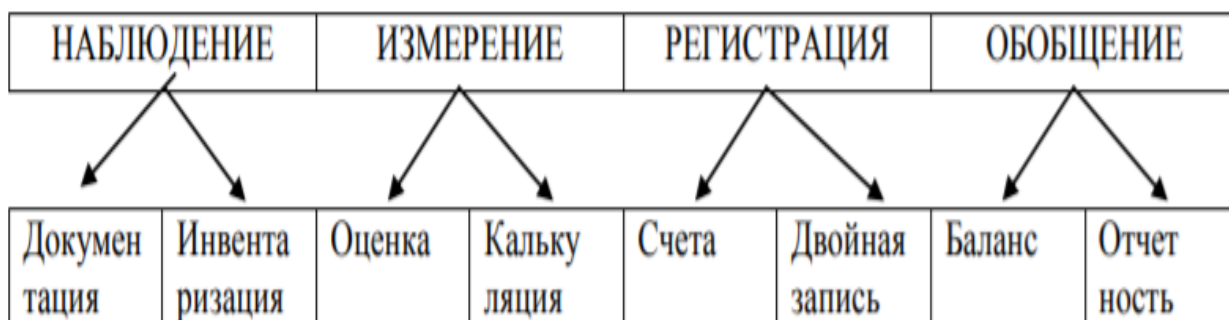 НАБЛЮДЕНИЕ ИЗМЕРЕНИЕ РЕГИСТРАЦИЯ ОБОБЩЕНИЕ
Докумен Инвента Оценка Кальку Счета Двойная Баланс Отчет
тация ризация ляция запись ность